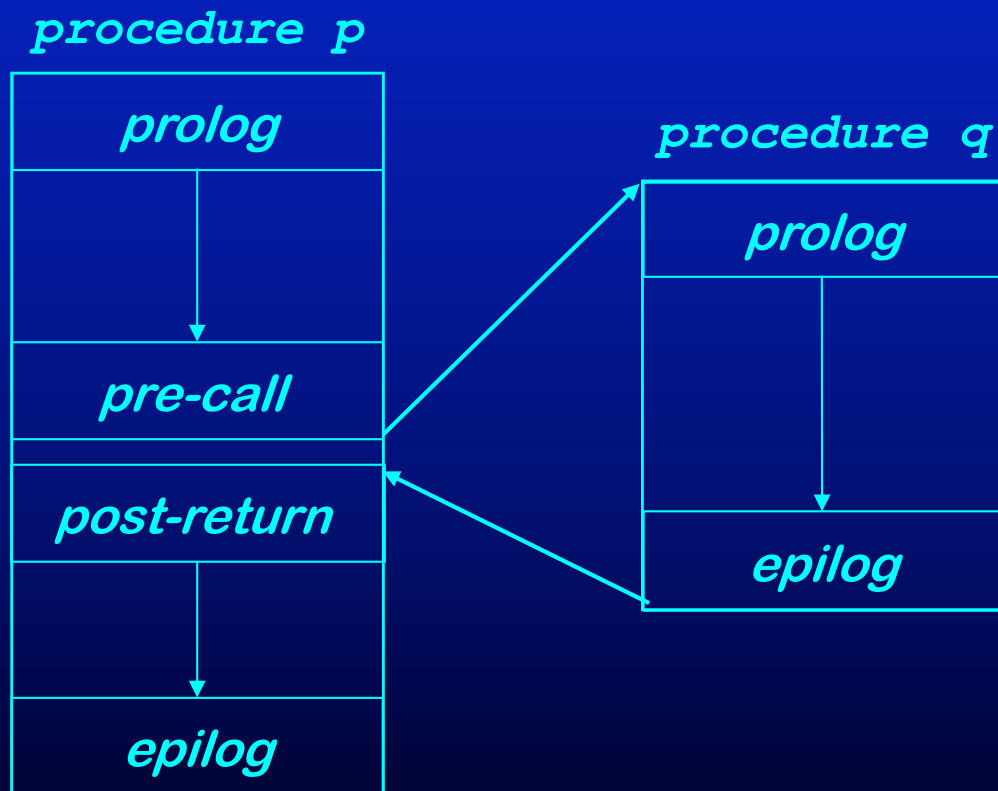 procedure p
prolog
pre-call
post-return
epilog
procedure q
prolog
epilog